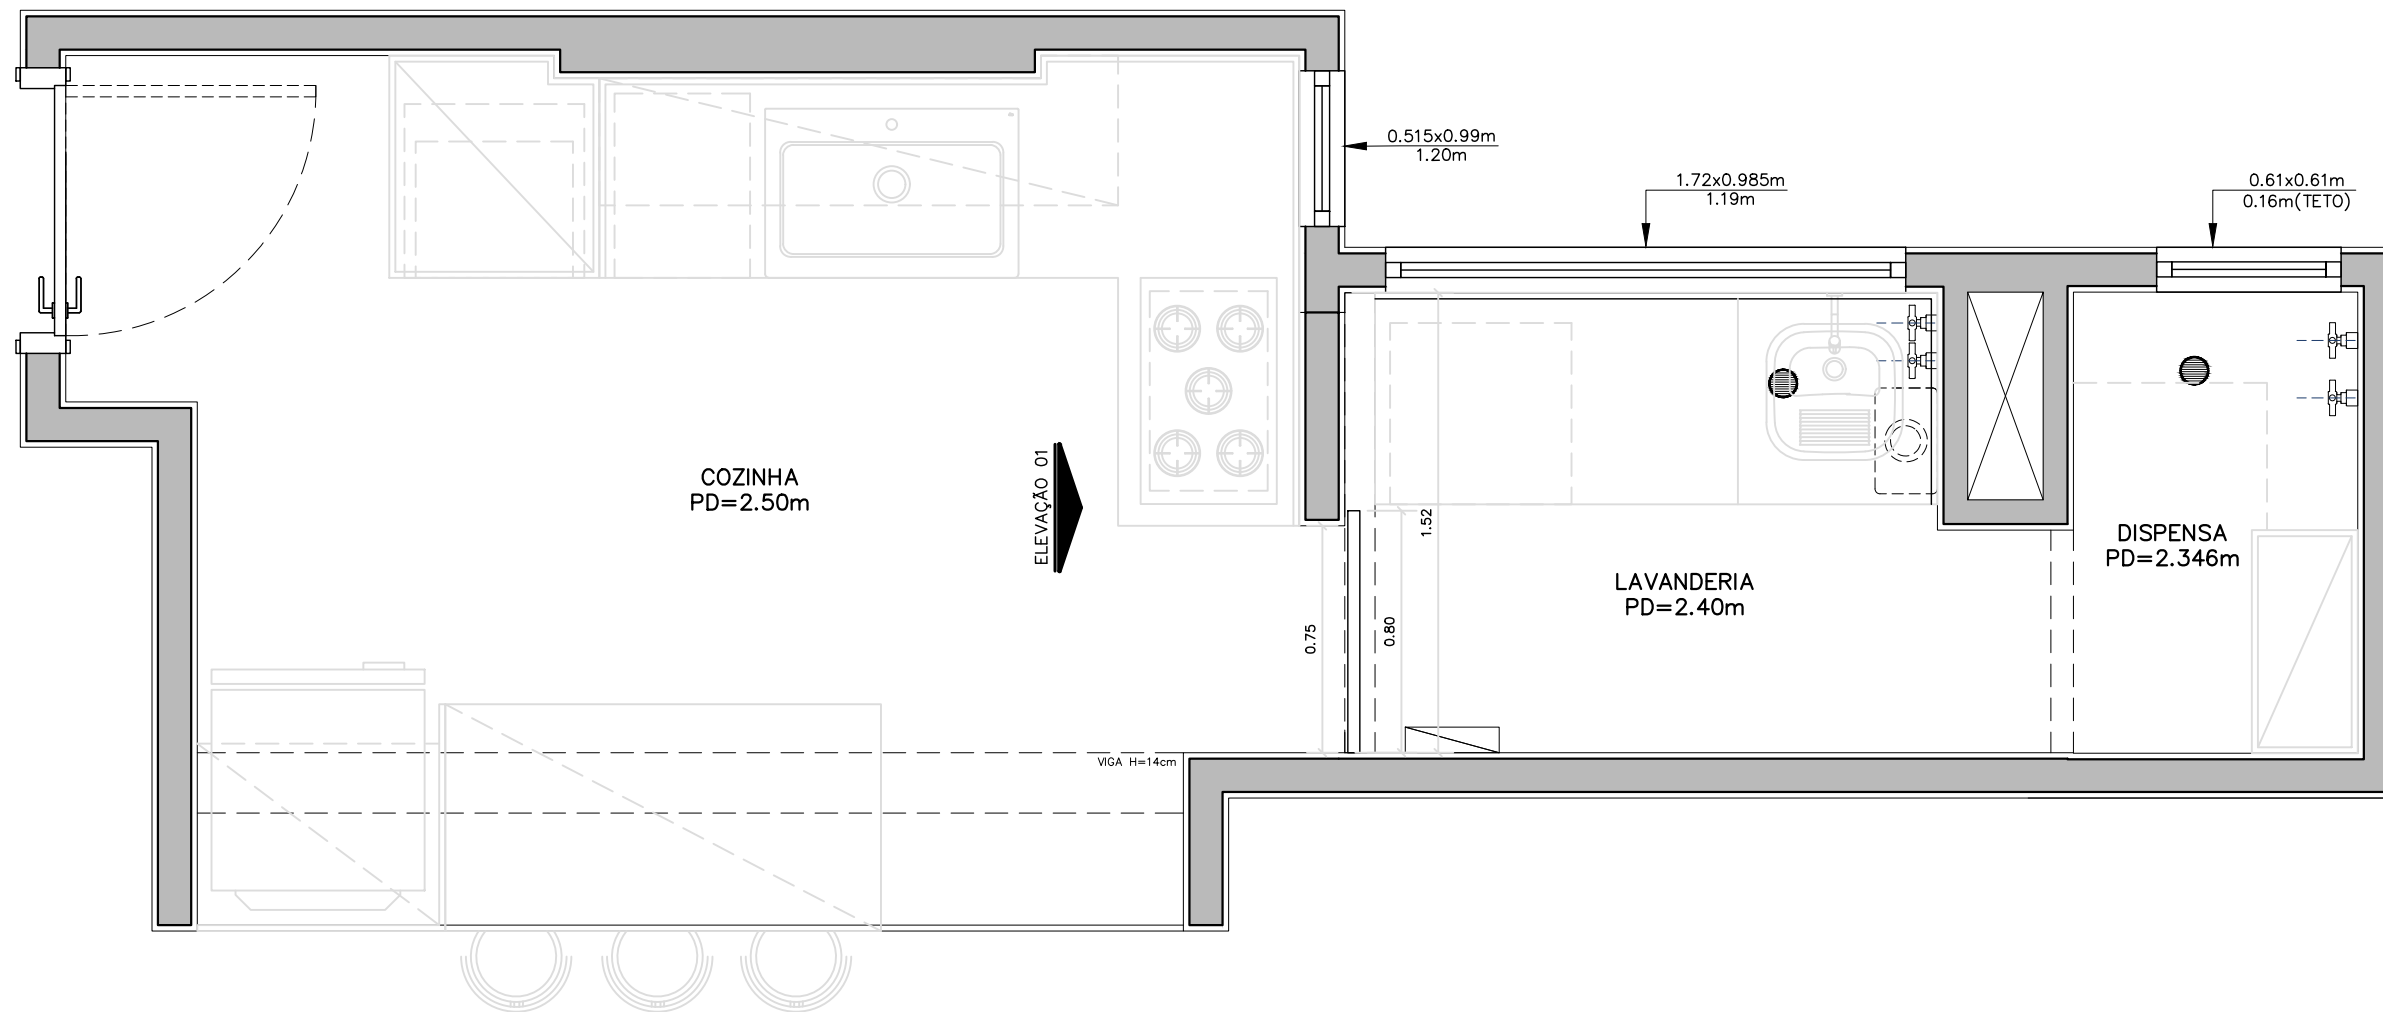 0.515x0.99m
1.20m
1.72x0.985m
1.19m
0.61x0.61m
0.16m(TETO)
COZINHA
PD=2.50m
ELEVAÇÃO 01
1.52
DISPENSA
PD=2.346m
LAVANDERIA
PD=2.40m
0.75
0.80
VIGA H=14cm